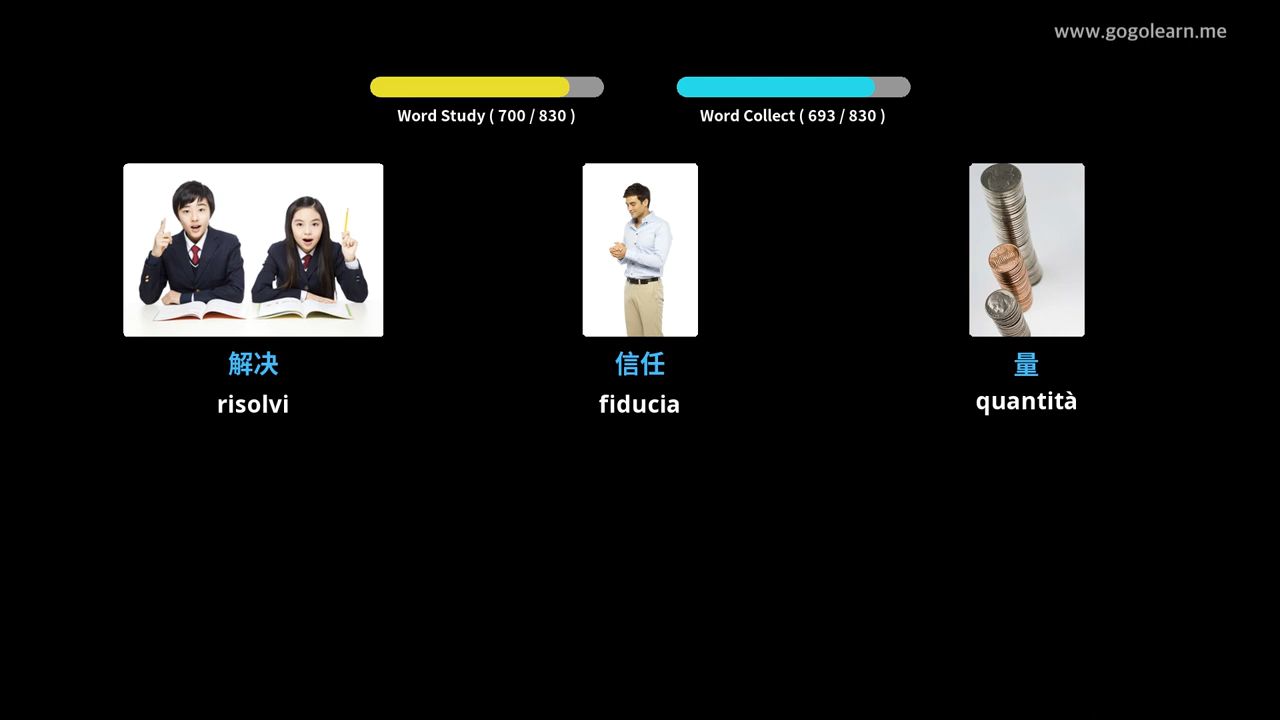 www.gogolearn.me
Word Study ( 700 / 830 )
Word Collect ( 693 / 830 )
解决
信任
量
risolvi
fiducia
quantità